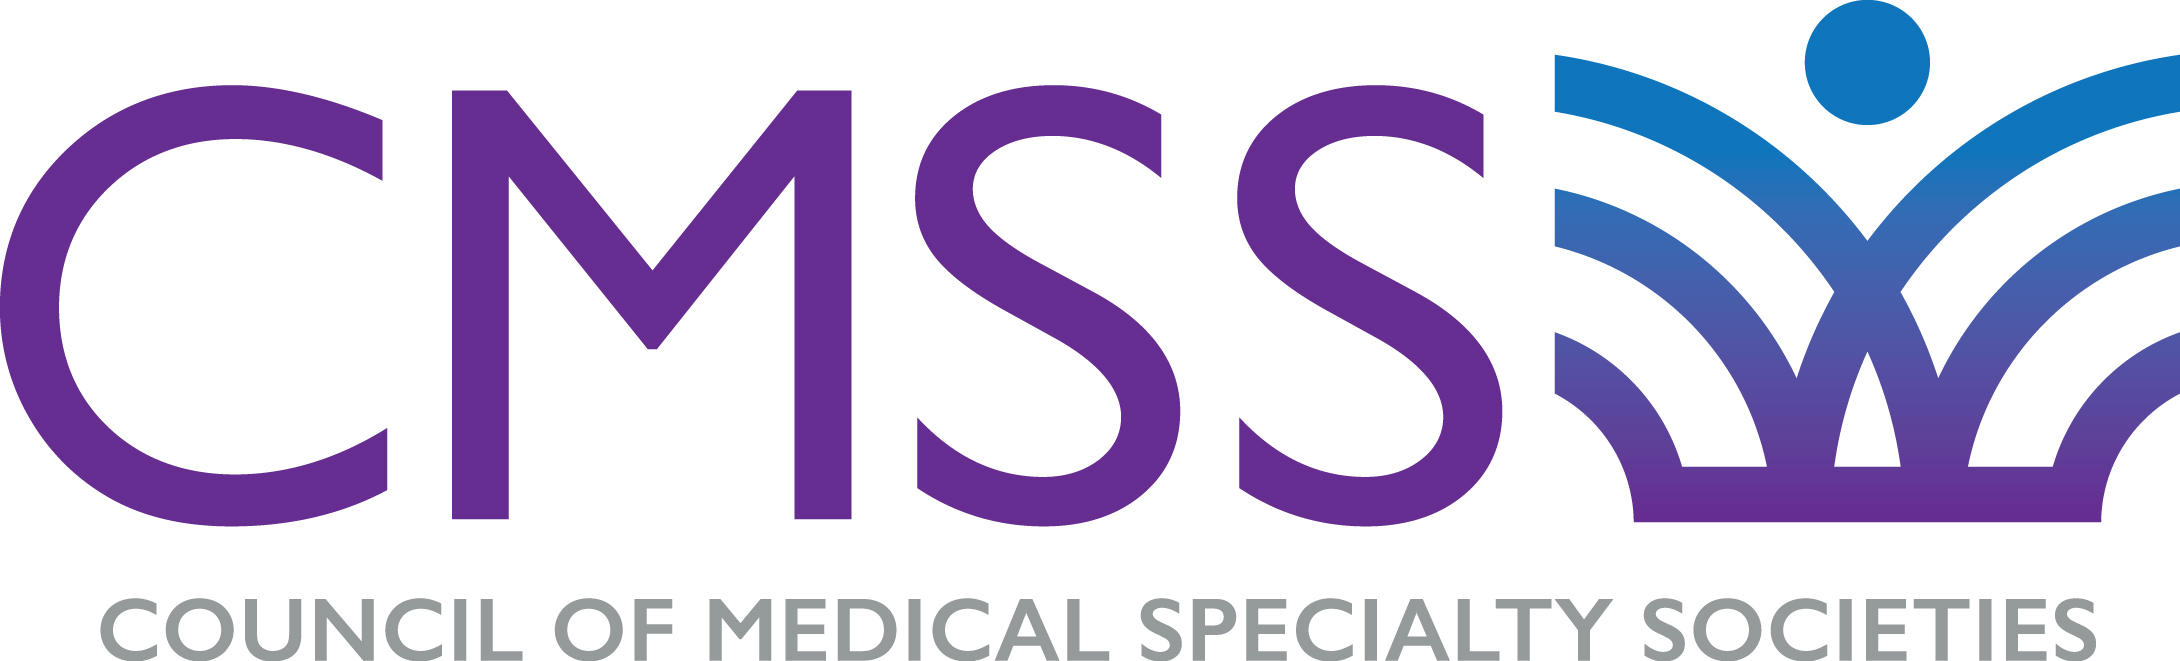 CMSS
COUNCIL OF MEDICAL SPECIALTY SOCIETIES